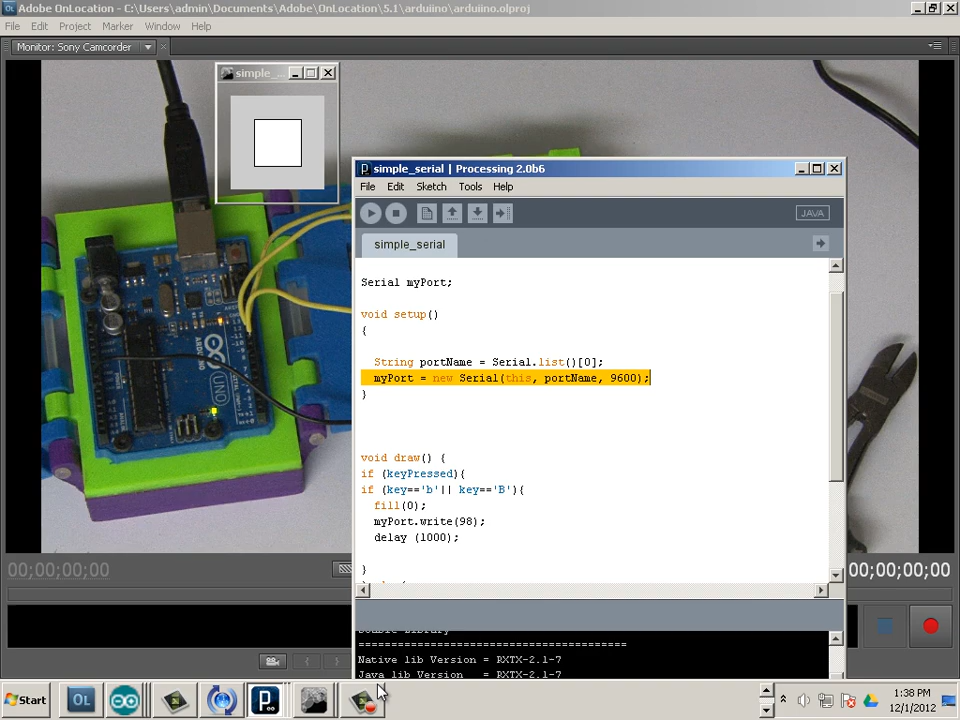 Adobe OnLocation - C:\Users\admin\Documents\Adobe\OnLocation\5.1\arduiino\arduiino.olproj
File Edit Project Marker Window Help
Monitor: Sony Camcorder
simple_...
simple_serial | Processing 2.0b6
File Edit Sketch Tools Help
JAVA
simple_serial
Serial myPort;
void setup()
{
String portName = Serial.list()[0];
myPort = new Serial(this, portName, 9600);
}
void draw() {
if (keyPressed){
if (key=='b'|| key=='B'){
fill(0);
myPort.write(98);
delay (1000);
}
ARDUINO
UNO
00;00;00;00
00;00;00;00
=========================================
Native lib Version = RXTX-2.1-7
Java lib Version = RXTX-2.1-7
Start
OL
1:38 PM
12/1/2012